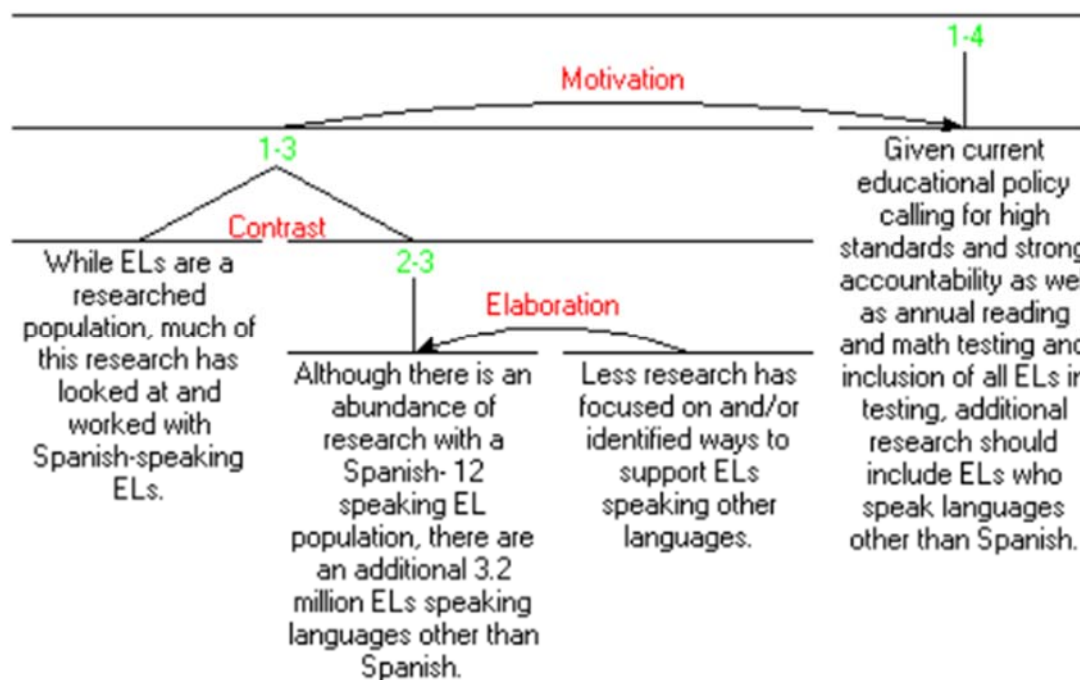 1-4
Motivation
1-3
Contrast
While ELs are a
researched
population, much of
this research has
looked at and
worked with
Spanish-speaking
ELs.
2-3
Elaboration
Although there is an
abundance of
research with a
Spanish- 12
speaking EL
population, there are
an additional 3.2
million ELs speaking
languages other than
Spanish.
Less research has
focused on and/or
identified ways to
support ELs
speaking other
languages.
Given current
educational policy
calling for high
standards and strong
accountability as we
as annual reading
and math testing and
inclusion of all ELs in
testing, additional
research should
include ELs who
speak languages
other than Spanish.